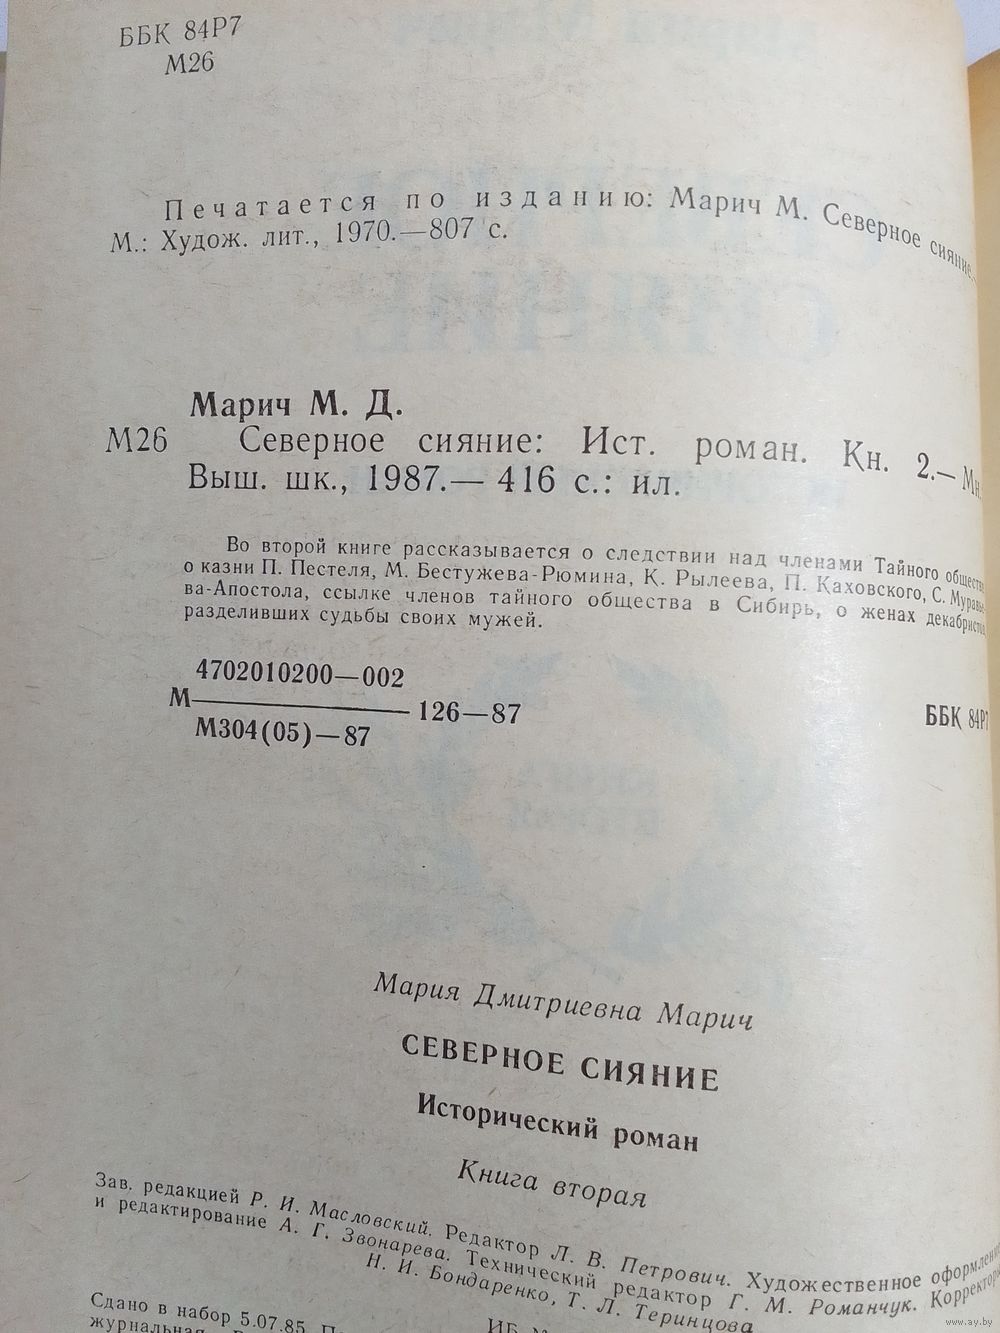 ББК 84Р7
М26
Печатается по изданию: Марич М. Северное сияние.—
М.: Худож. лит., 1970.—807 с.
Марич М. Д.
М26 Северное сияние: Ист. роман. Кн. 2.— Мн.
Выш. шк., 1987.— 416 с.: ил.
Во второй книге рассказывается о следствии над членами Тайного общества
о казни П. Пестеля, М. Бестужева-Рюмина, К. Рылеева, П. Каховского, С. Муравье-
ва-Апостола, ссылке членов тайного общества в Сибирь, о женах декабристов
разделивших судьбы своих мужей.
4702010200—002
М 126—87
М304(05)—87
ББК 84Р7
Мария Дмитриевна Марич
СЕВЕРНОЕ СИЯНИЕ
Исторический роман
Книга вторая
Зав. редакцией Р. И. Масловский. Редактор Л. В. Петрович. Художественное оформление
и редактирование А. Г. Звонарева. Технический редактор Г. М. Романчук. Корректоры
Н. И. Бондаренко, Т. Л. Теринцова
ИБ
Сдано в набор 5.07.85.
журнальная.
www.ay.by